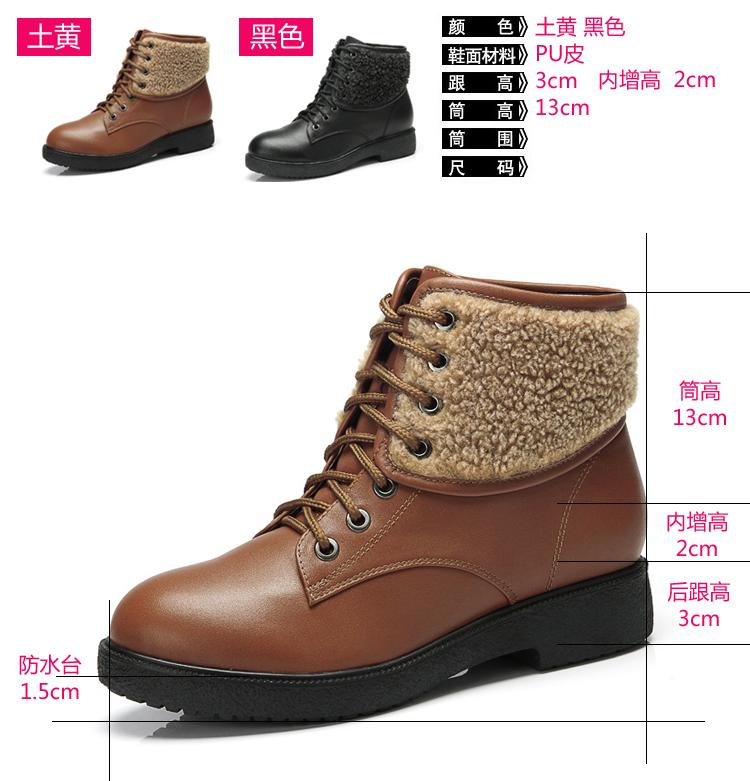 土黄
黑色
颜 色 土黄 黑色
鞋面材料 PU皮
跟 高 3cm 内增高 2cm
筒 高 13cm
筒 围
尺 码
筒高
13cm
内增高
2cm
后跟高
3cm
防水台
1.5cm